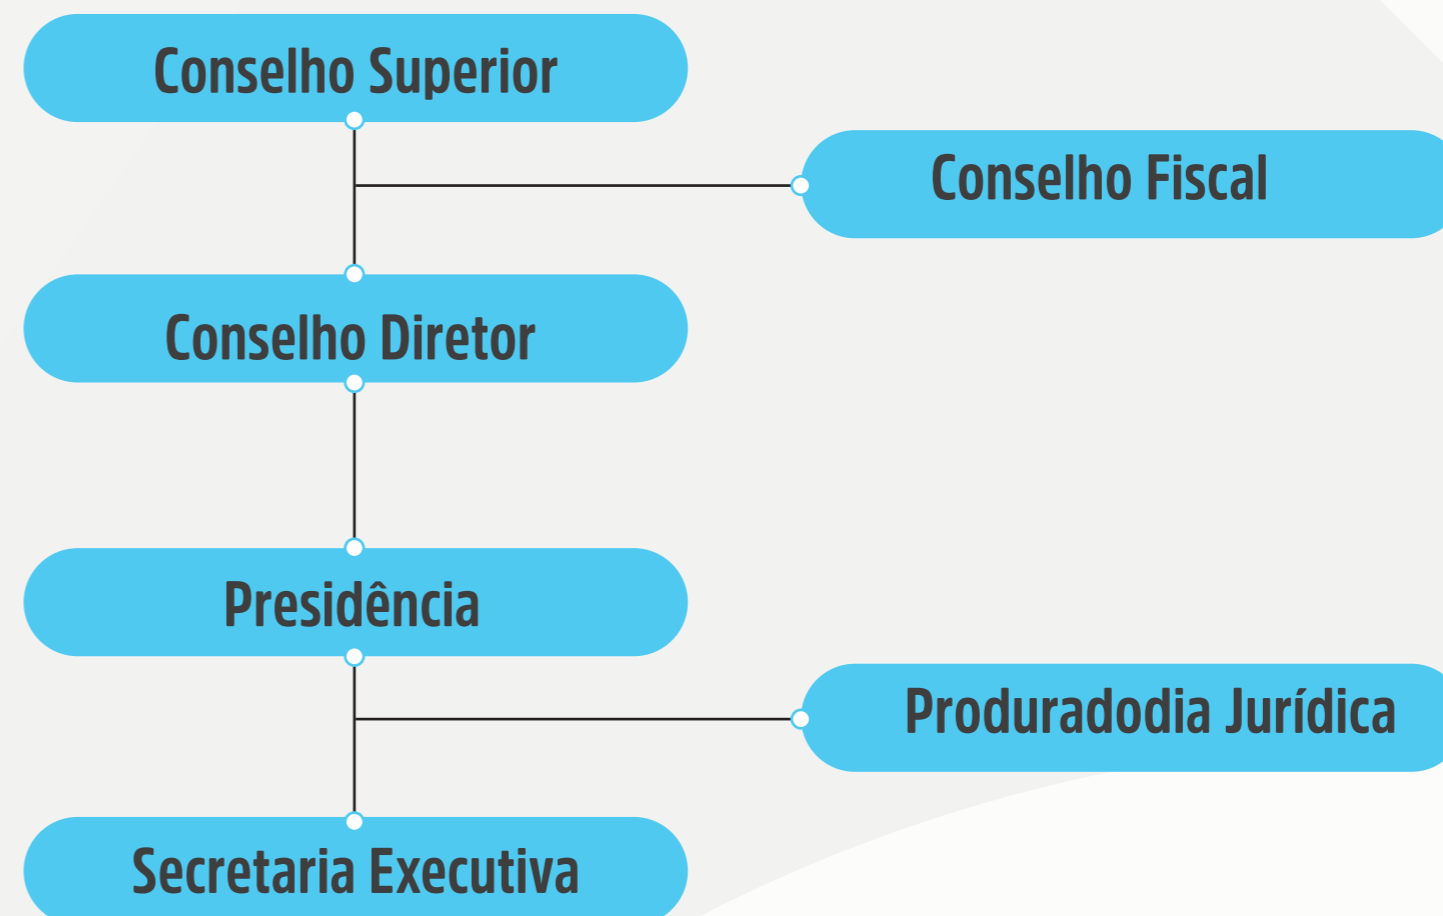 Conselho Superior
Conselho Fiscal
Conselho Diretor
Presidência
Produradodia Jurídica
Secretaria Executiva